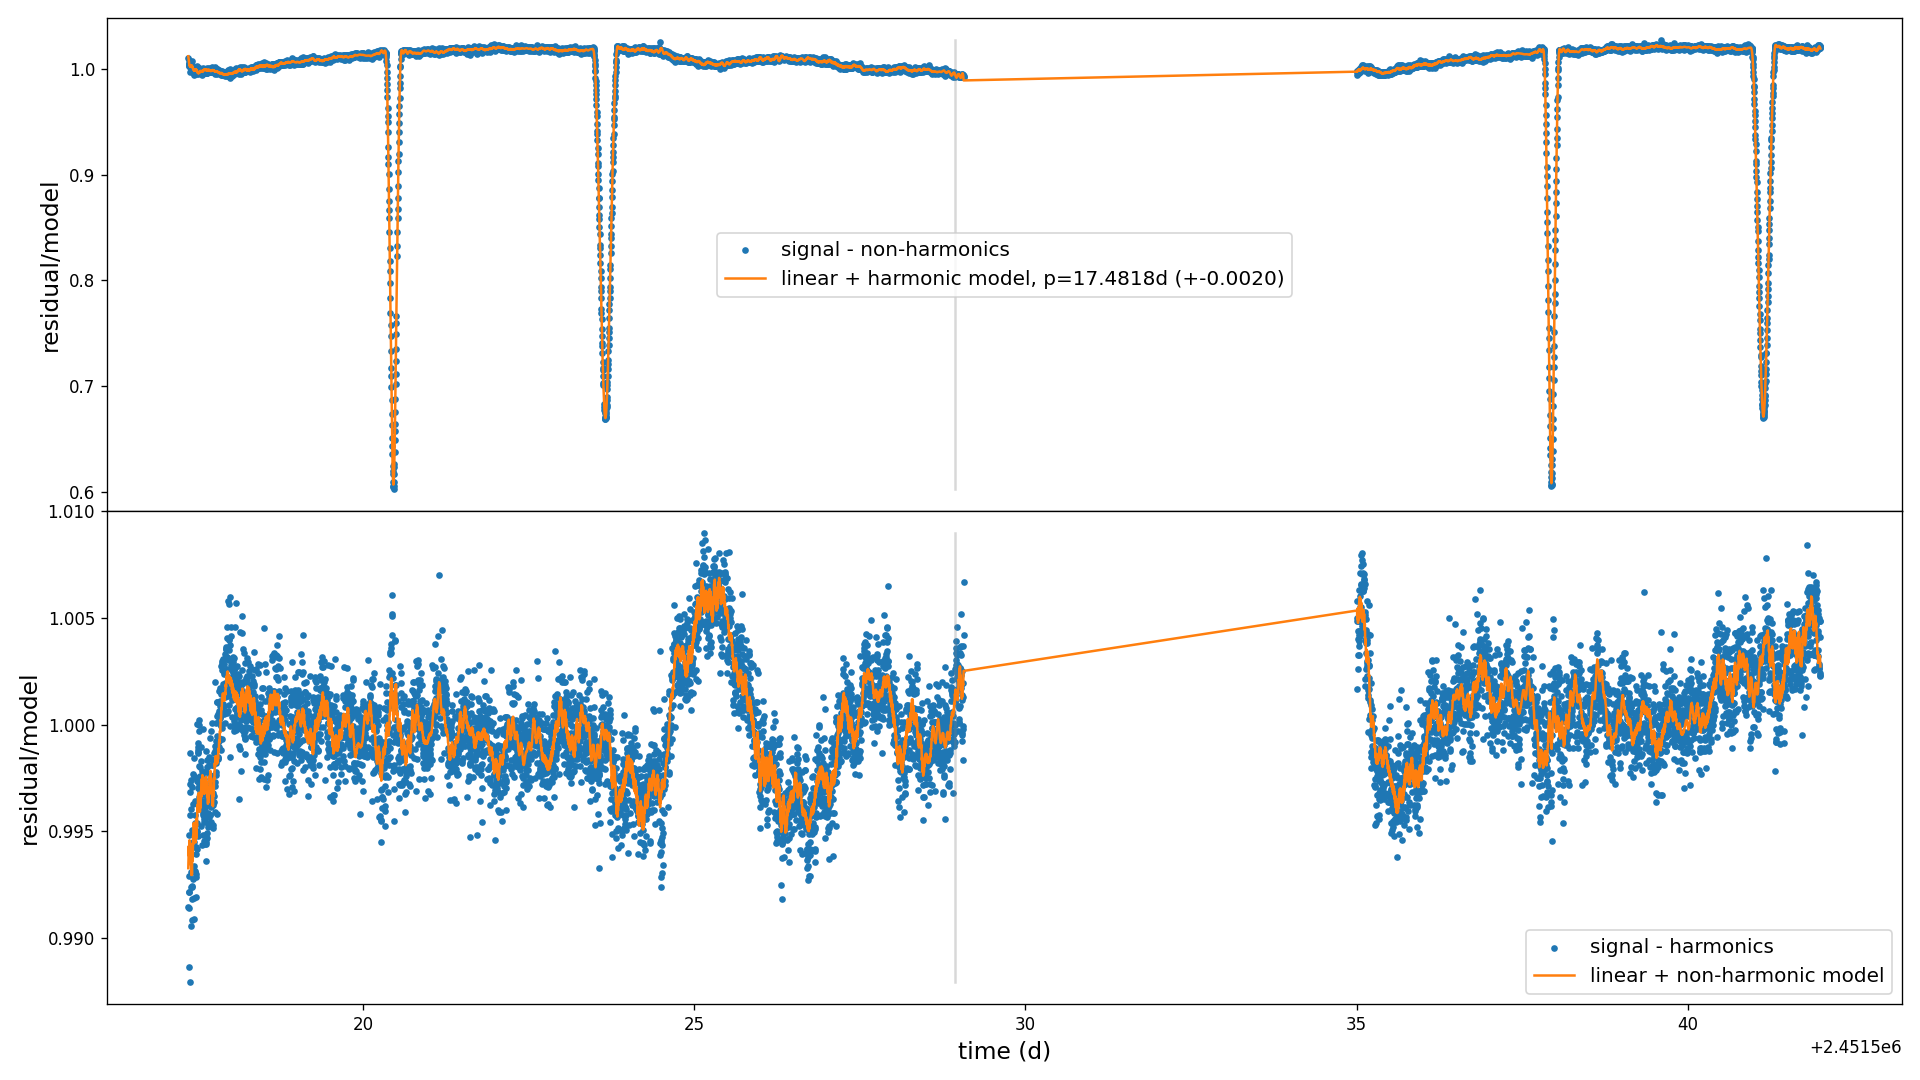 1.0
0.9
0.8
0.7
0.6
residual/model
signal - non-harmonics
linear + harmonic model, p=17.4818d (+-0.0020)
1.010
1.005
1.000
0.995
0.990
residual/model
signal - harmonics
linear + non-harmonic model
20
25
30
35
40
time (d)
+2.4515e6